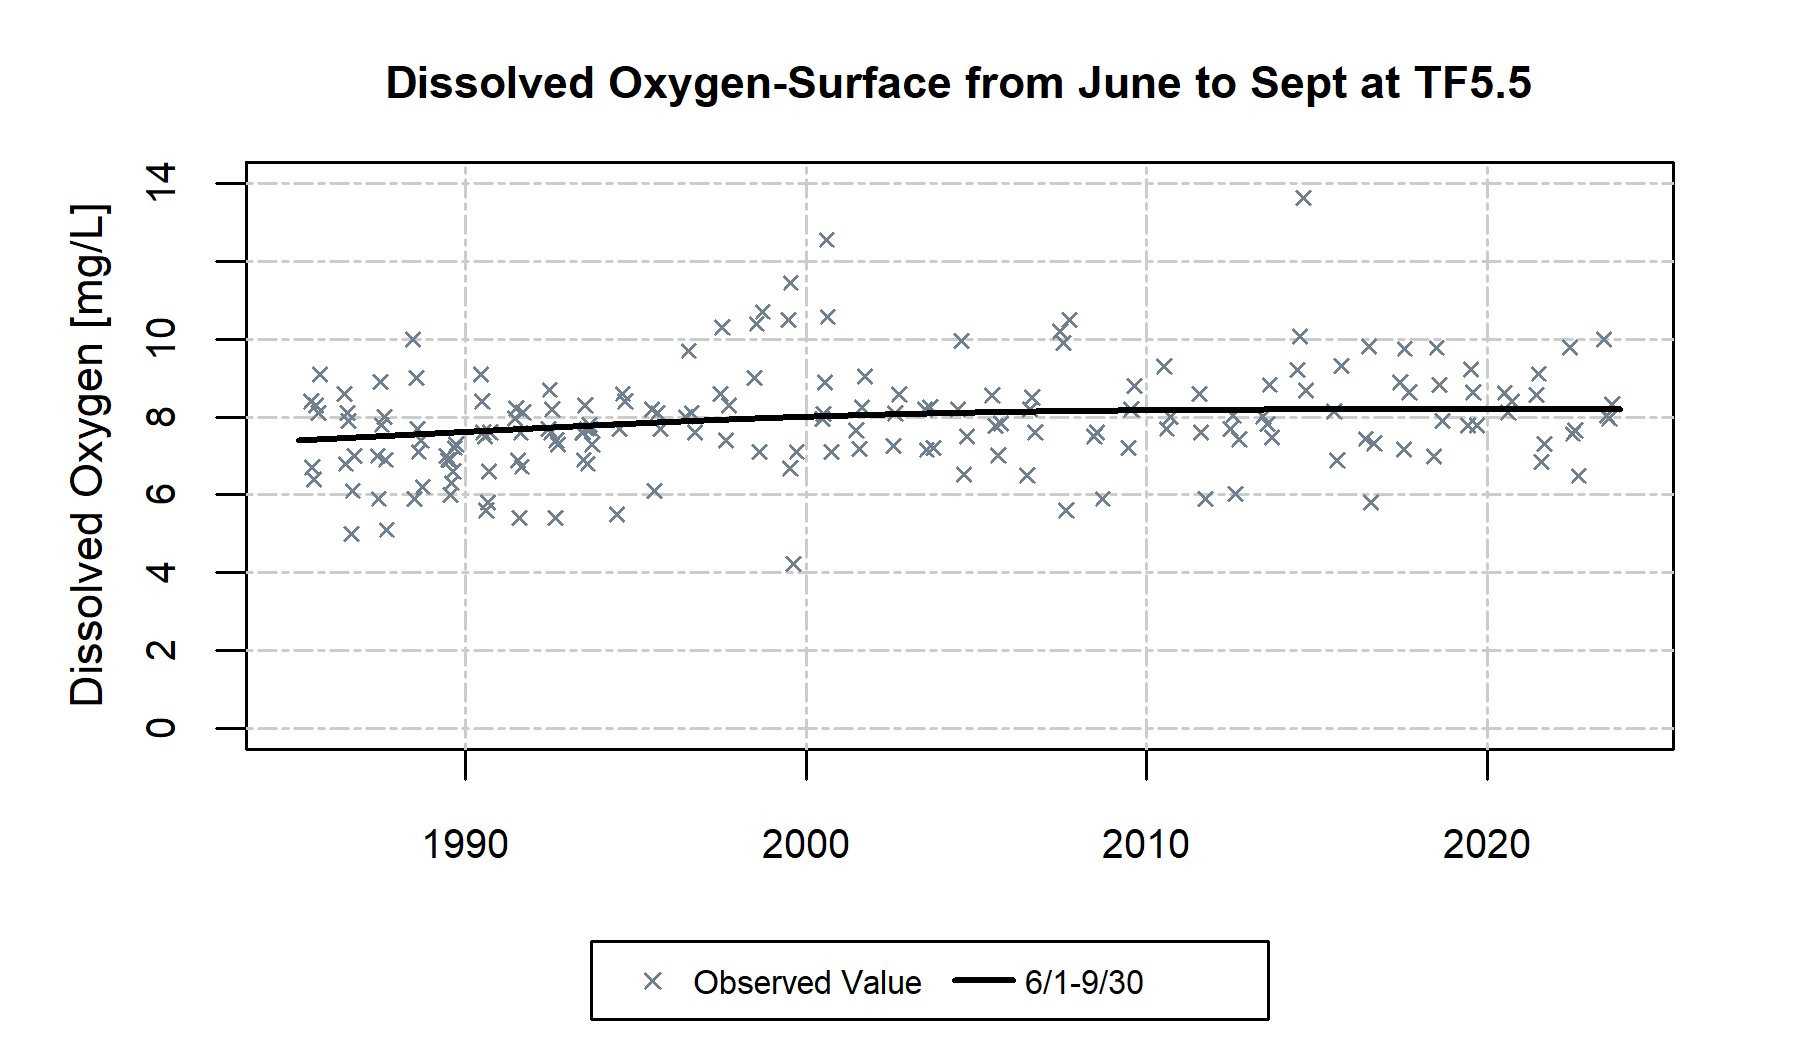 Dissolved Oxygen-Surface from June to Sept at TF5.5
Dissolved Oxygen [mg/L]
14
10
8
6
4
2
0
1990 2000 2010 2020
Observed Value 6/1-9/30